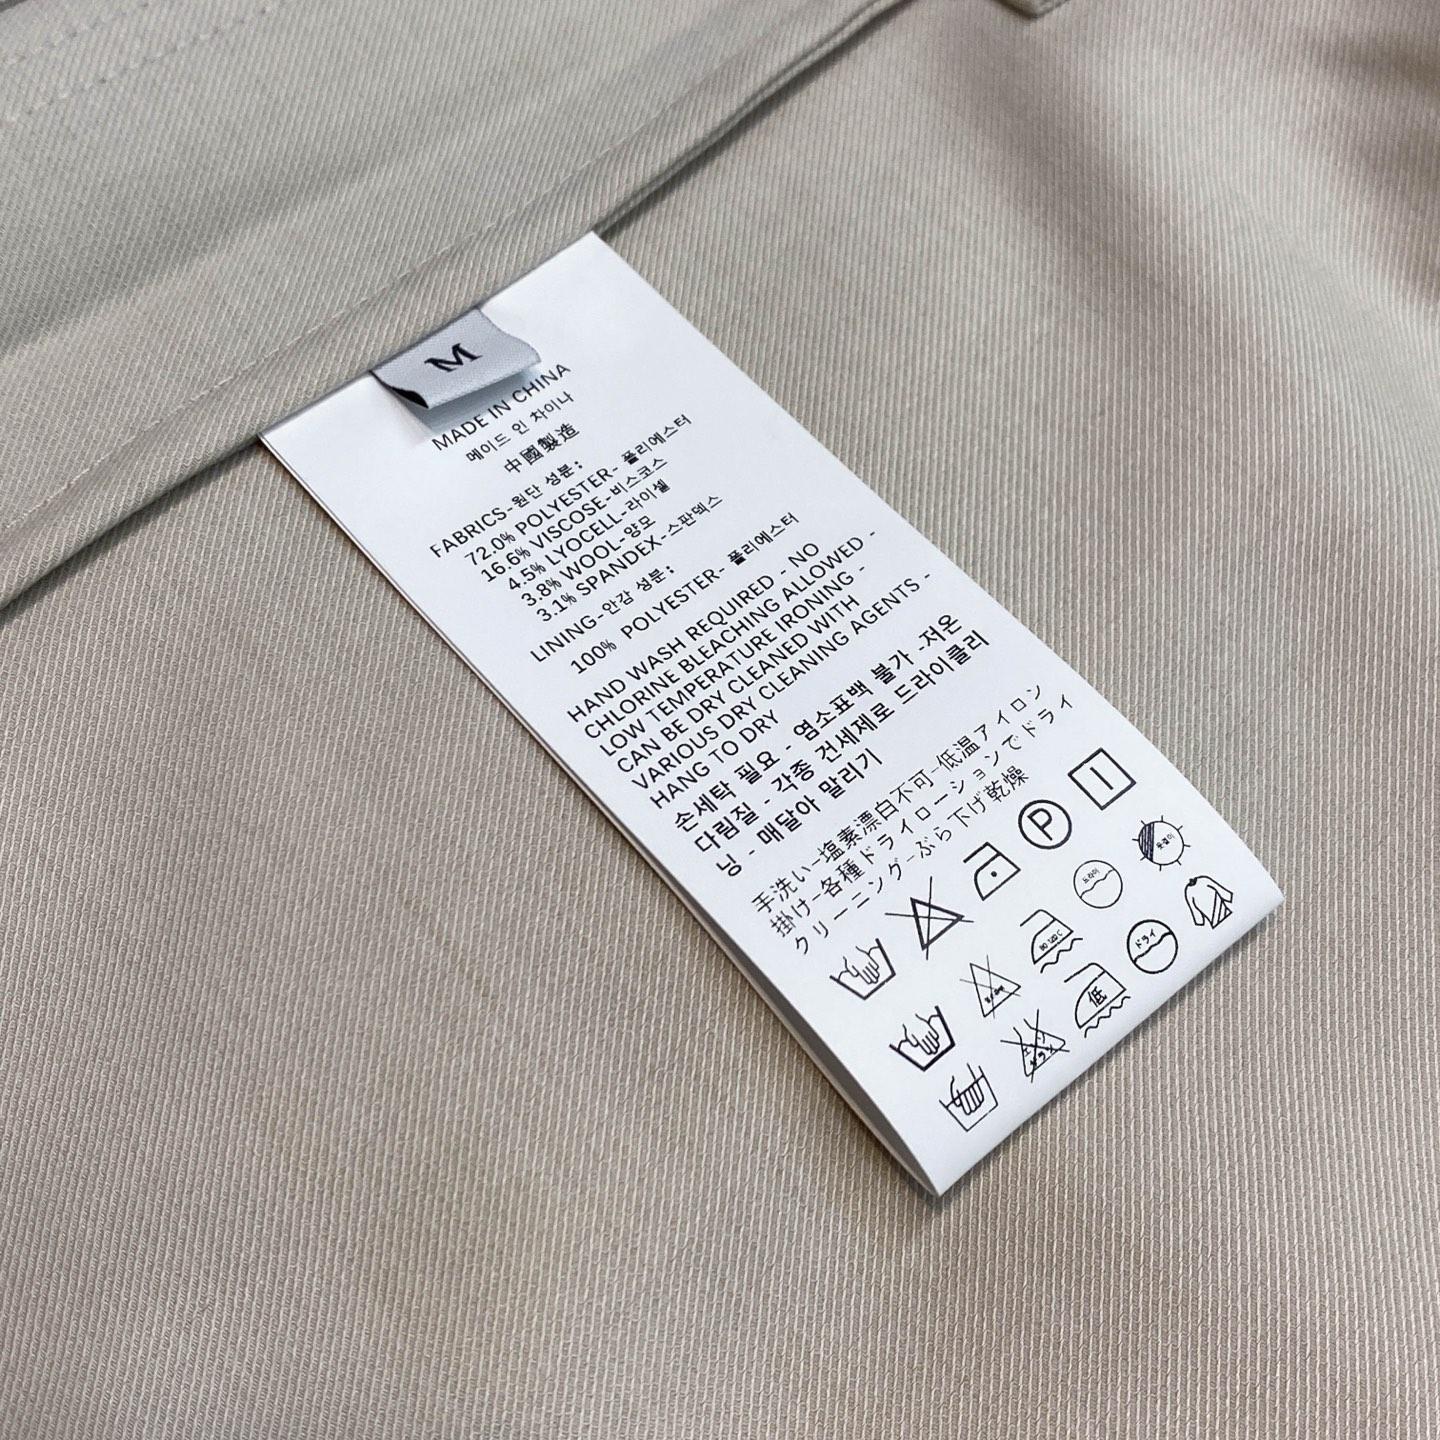 M
MADE IN CHINA
메이드 인 차이나
中國製造
FABRICS-원단 성분:
72.0% POLYESTER- 폴리에스터
16.6% VISCOSE-비스코스
4.5% LYOCELL-라이셀
3.8% WOOL-양모
3.1% SPANDEX-스판덱스
LINING-안감 성분:
100% POLYESTER- 폴리에스터
HAND WASH REQUIRED - NO
CHLORINE BLEACHING ALLOWED -
LOW TEMPERATURE IRONING -
CAN BE DRY CLEANED WITH
VARIOUS DRY CLEANING AGENTS -
HANG TO DRY
손세탁 필요 - 염소표백 불가 -저온
다림질 - 각종 건세제로 드라이클리
닝 - 매달아 말리기
手洗い-塩素漂白不可-低温アイロン
掛け-各種ドライローションでドライ
クリーニング-ぶら下げ乾燥
P
80-120℃
드라이
低
ドライ